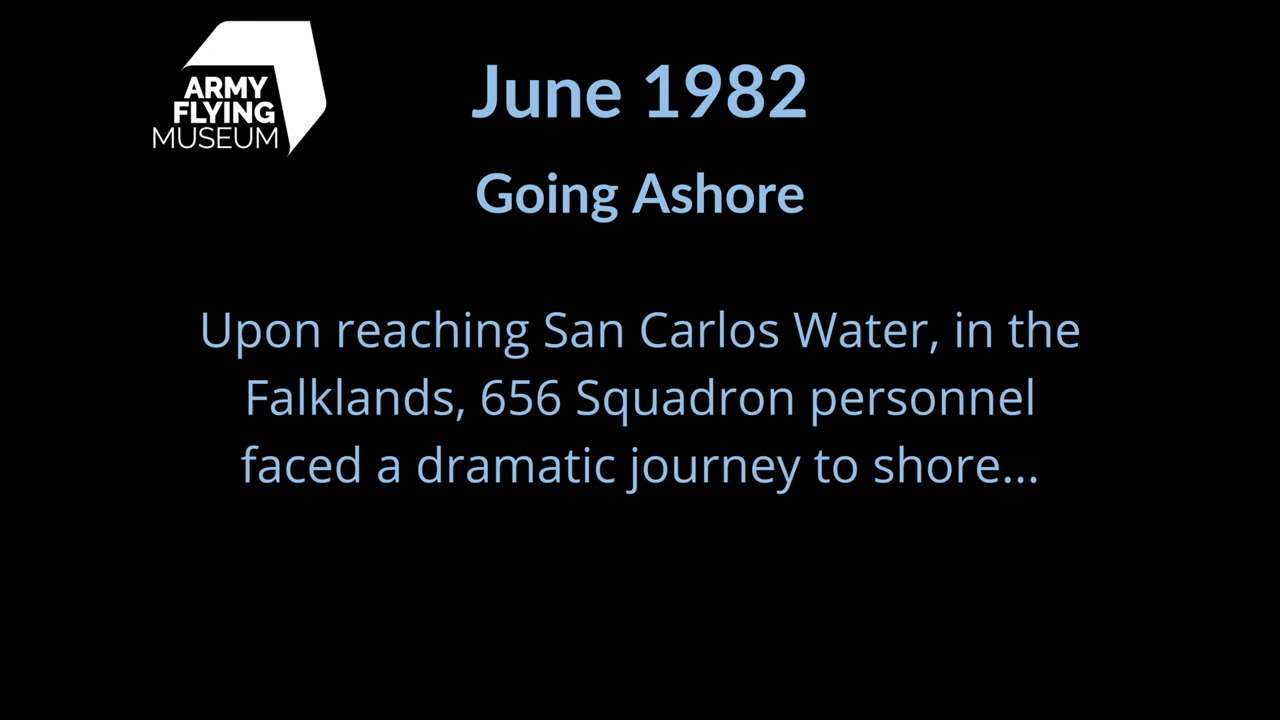 ARMY
FLYING
MUSEUM
June 1982
Going Ashore
Upon reaching San Carlos Water, in the
Falklands, 656 Squadron personnel
faced a dramatic journey to shore...